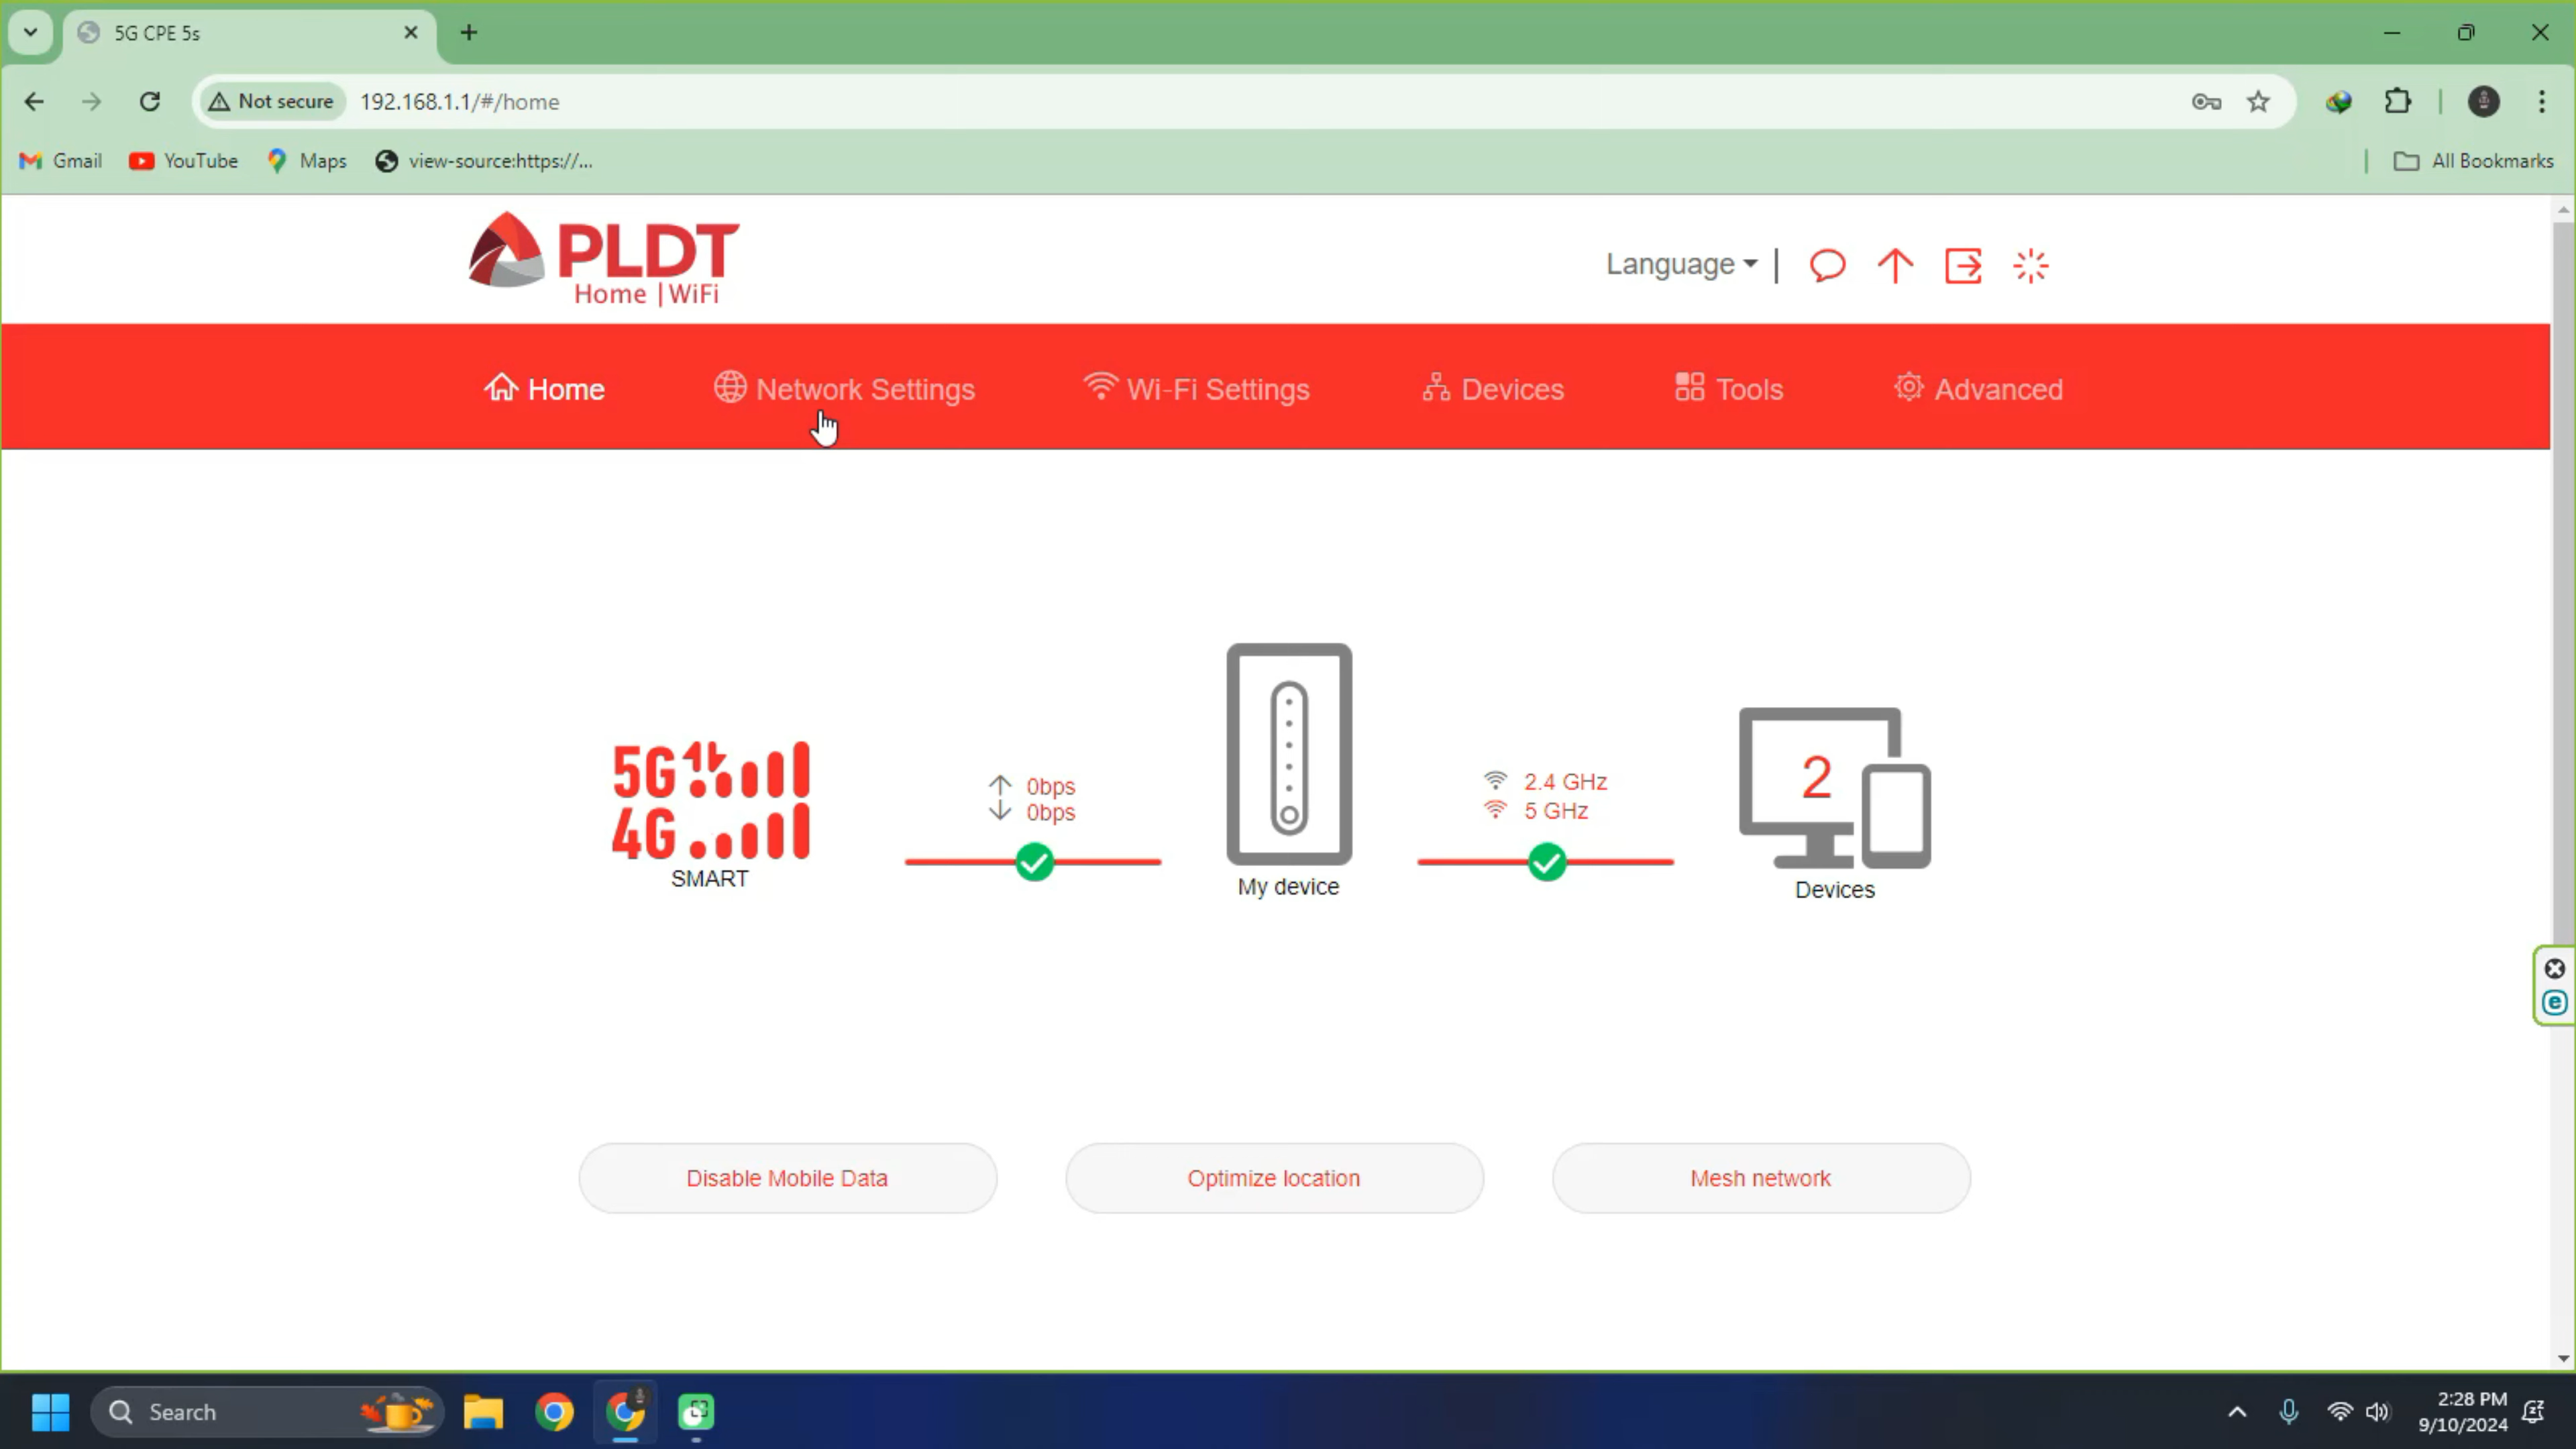 5G CPE 5s
Not secure
192.168.1.1/#/home
Gmail
YouTube
Maps
view-source:https://...
All Bookmarks
PLDT
Home | WiFi
Language
Home
Network Settings
Wi-Fi Settings
Devices
Tools
Advanced
5G
4G
SMART
0bps
0bps
My device
2.4 GHz
5 GHz
2
Devices
Disable Mobile Data
Optimize location
Mesh network
Search
2:28 PM
9/10/2024